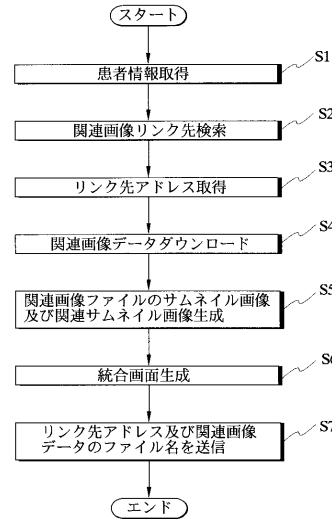 スタート
S1
患者情報取得
S2
関連画像リンク先検索
S3
リンク先アドレス取得
S4
関連画像データダウンロード
S5
関連画像ファイルのサムネイル画像
及び関連サムネイル画像生成
S6
統合画面生成
S7
リンク先アドレス及び関連画像
データのファイル名を送信
エンド